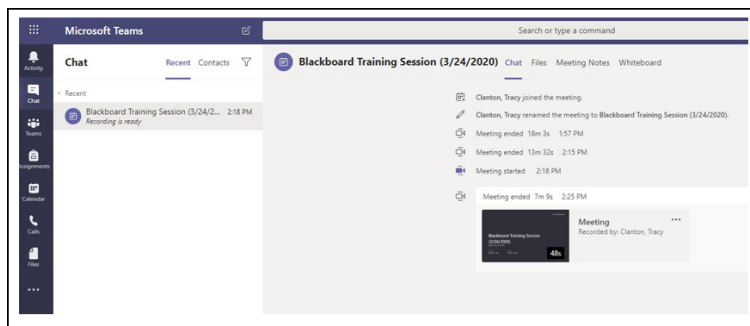 Microsoft Teams
Search or type a command
Activity
Chat
Teams
Assignments
Calendar
Calls
Files
Chat
Recent Contacts
Recent
Blackboard Training Session (3/24/2... 2:18 PM
Recording is ready
Blackboard Training Session (3/24/2020) Chat Files Meeting Notes Whiteboard
Clanton, Tracy joined the meeting.
Clanton, Tracy renamed the meeting to Blackboard Training Session (3/24/2020).
Meeting ended 18m 3s 1:57 PM
Meeting ended 13m 32s 2:15 PM
Meeting started 2:18 PM
Meeting ended 7m 9s 2:25 PM
Blackboard Training Session
(3/24/2020)
48s
Meeting
Recorded by: Clanton, Tracy